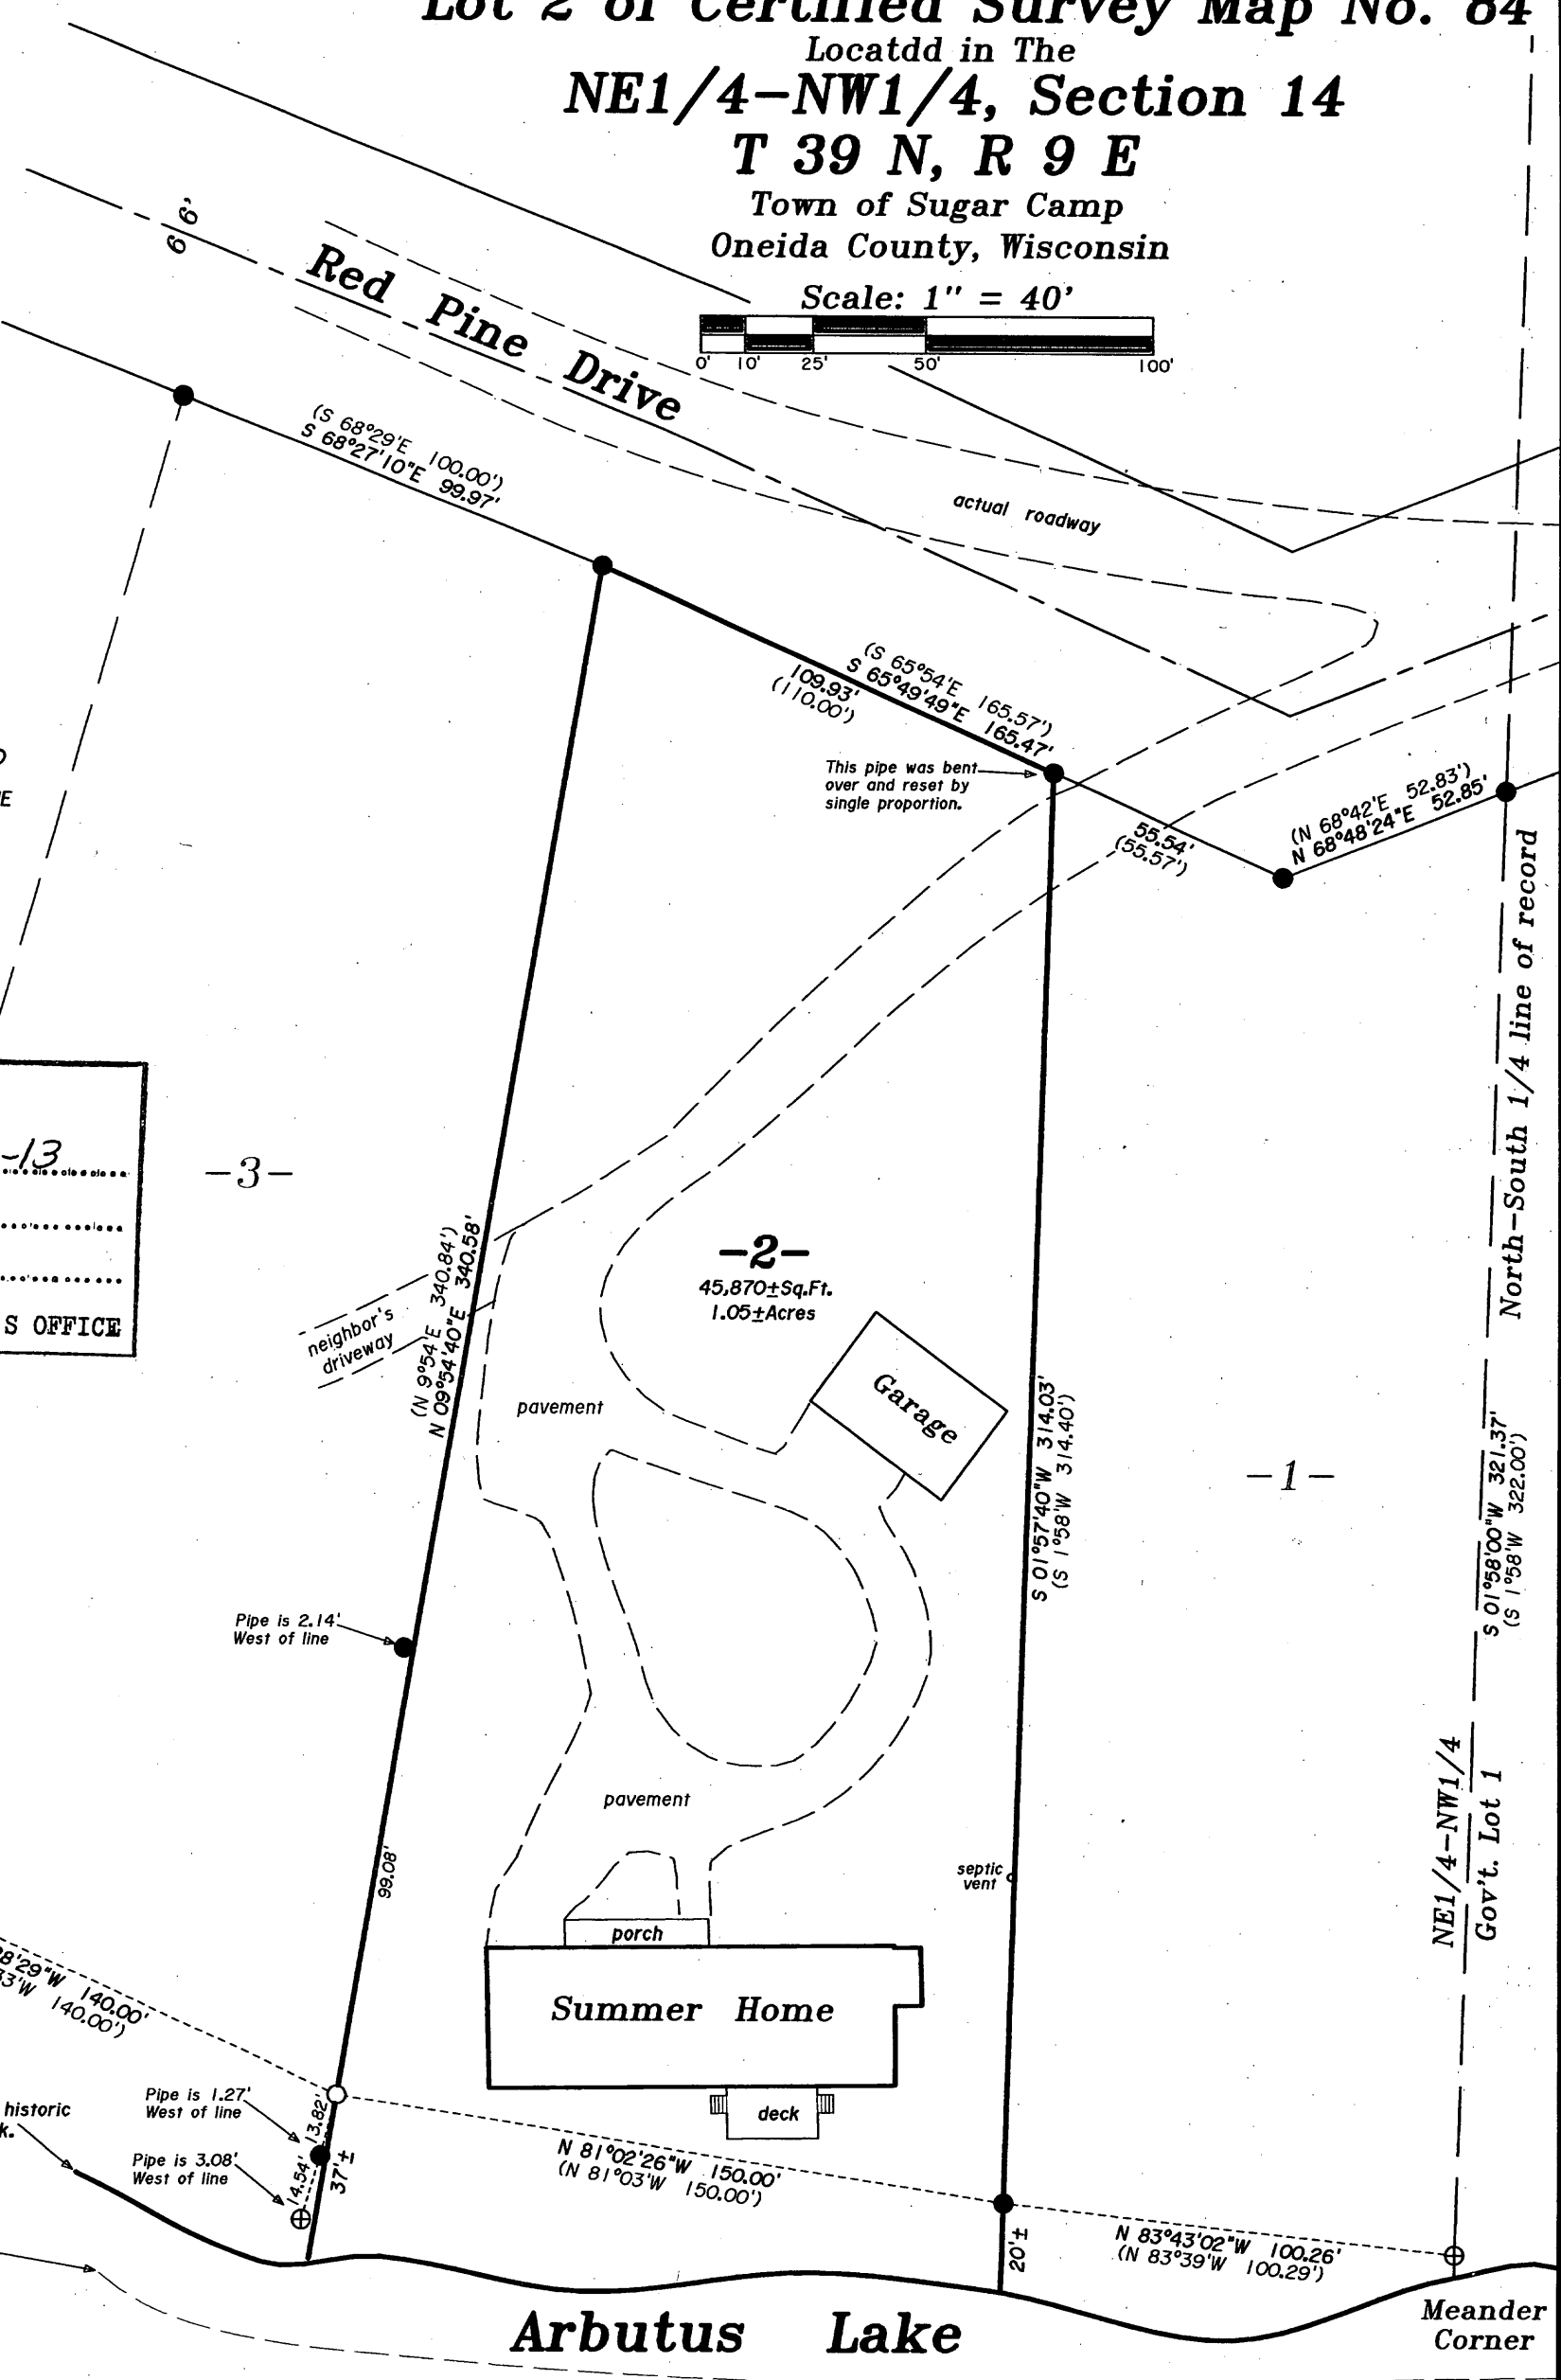 Lot 2 of Certified Survey Map No. 84
Locatdd in The
NE1/4-NW1/4, Section 14
T 39 N, R 9 E
Town of Sugar Camp
Oneida County, Wisconsin
Scale: 1" = 40'
0' 10' 25' 50' 100'
66'
Red Pine Drive
actual roadway
(S 68°29'E 100.00')
S 68°27'10"E 99.97'
(S 65°54'E 165.57')
S 65°49'49"E 165.47'
109.93'
(110.00')
This pipe was bent
over and reset by
single proportion.
55.54'
(55.57')
(N 68°42'E 52.83')
N 68°48'24"E 52.85'
North-South 1/4 line of record
E
-13
S OFFICE
-3-
(N 9°54'E 340.84')
N 09°54'40"E 340.58'
neighbor's
driveway
-2-
45,870±Sq.Ft.
1.05±Acres
pavement
Garage
S 01°57'40"W 314.03'
(S 1°58'W 314.40')
-1-
S 01°58'00"W 321.37'
(S 1°58'W 322.00')
Pipe is 2.14'
West of line
NE1/4-NW1/4
Gov't. Lot 1
pavement
99.08'
septic
vent
porch
Summer Home
deck
8'29"W 140.00'
33'W 140.00')
historic
k.
Pipe is 1.27'
West of line
Pipe is 3.08'
West of line
13.82'
14.54'
37'±
N 81°02'26"W 150.00'
(N 81°03'W 150.00')
20'±
N 83°43'02"W 100.26'
(N 83°39'W 100.29')
Arbutus Lake
Meander
Corner